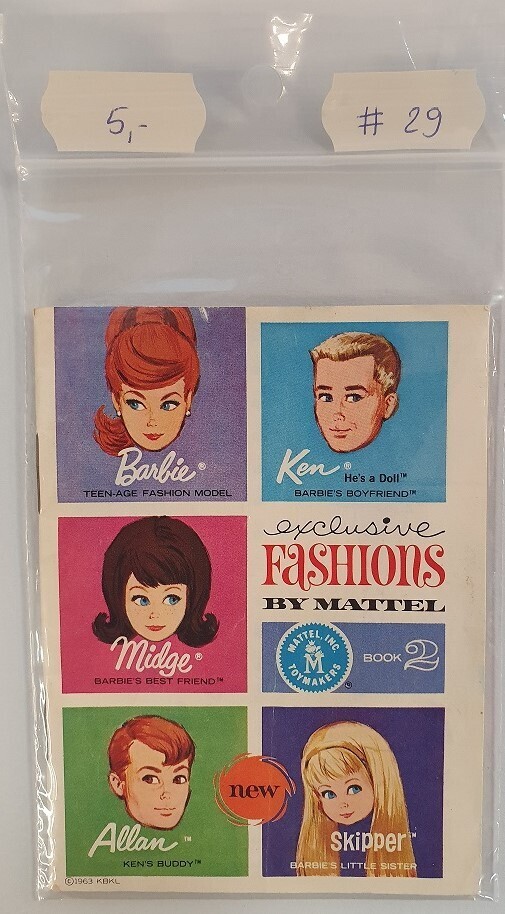 5,-
# 29
Barbie®
TEEN-AGE FASHION MODEL
Ken®
He's a Doll™
BARBIE'S BOYFRIEND™
exclusive
FASHIONS
BY MATTEL
Midge®
BARBIE'S BEST FRIEND™
MATTEL, INC.
M
TOYMAKERS
®
BOOK 2
Allan™
KEN'S BUDDY™
new
Skipper™
BARBIE'S LITTLE SISTER
©1963 KBKL